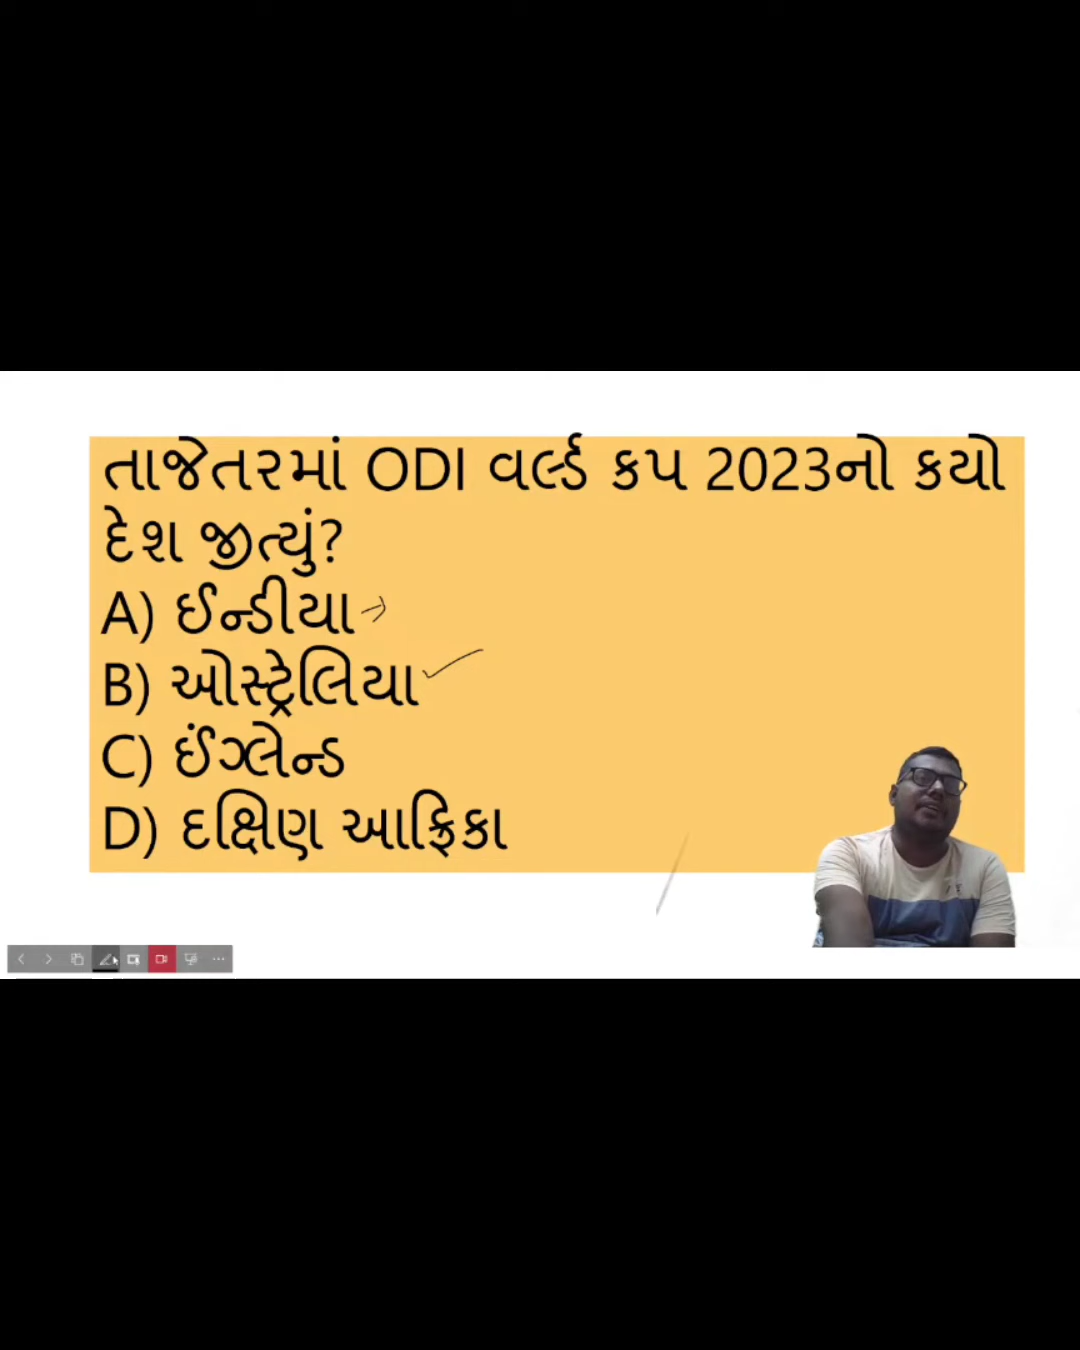 તાજેતરમાં ODI વર્લ્ડ કપ 2023નો કયો
દેશ જીત્યું?
A) ઈન્ડીયા
B) ઓસ્ટ્રેલિયા
C) ઈંગ્લેન્ડ
D) દક્ષિણ આફ્રિકા